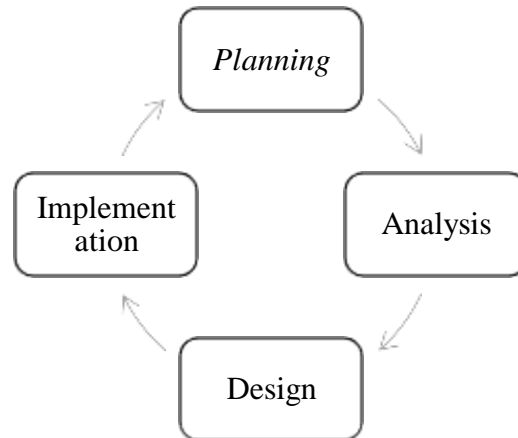 Planning
Analysis
Implement
ation
Design